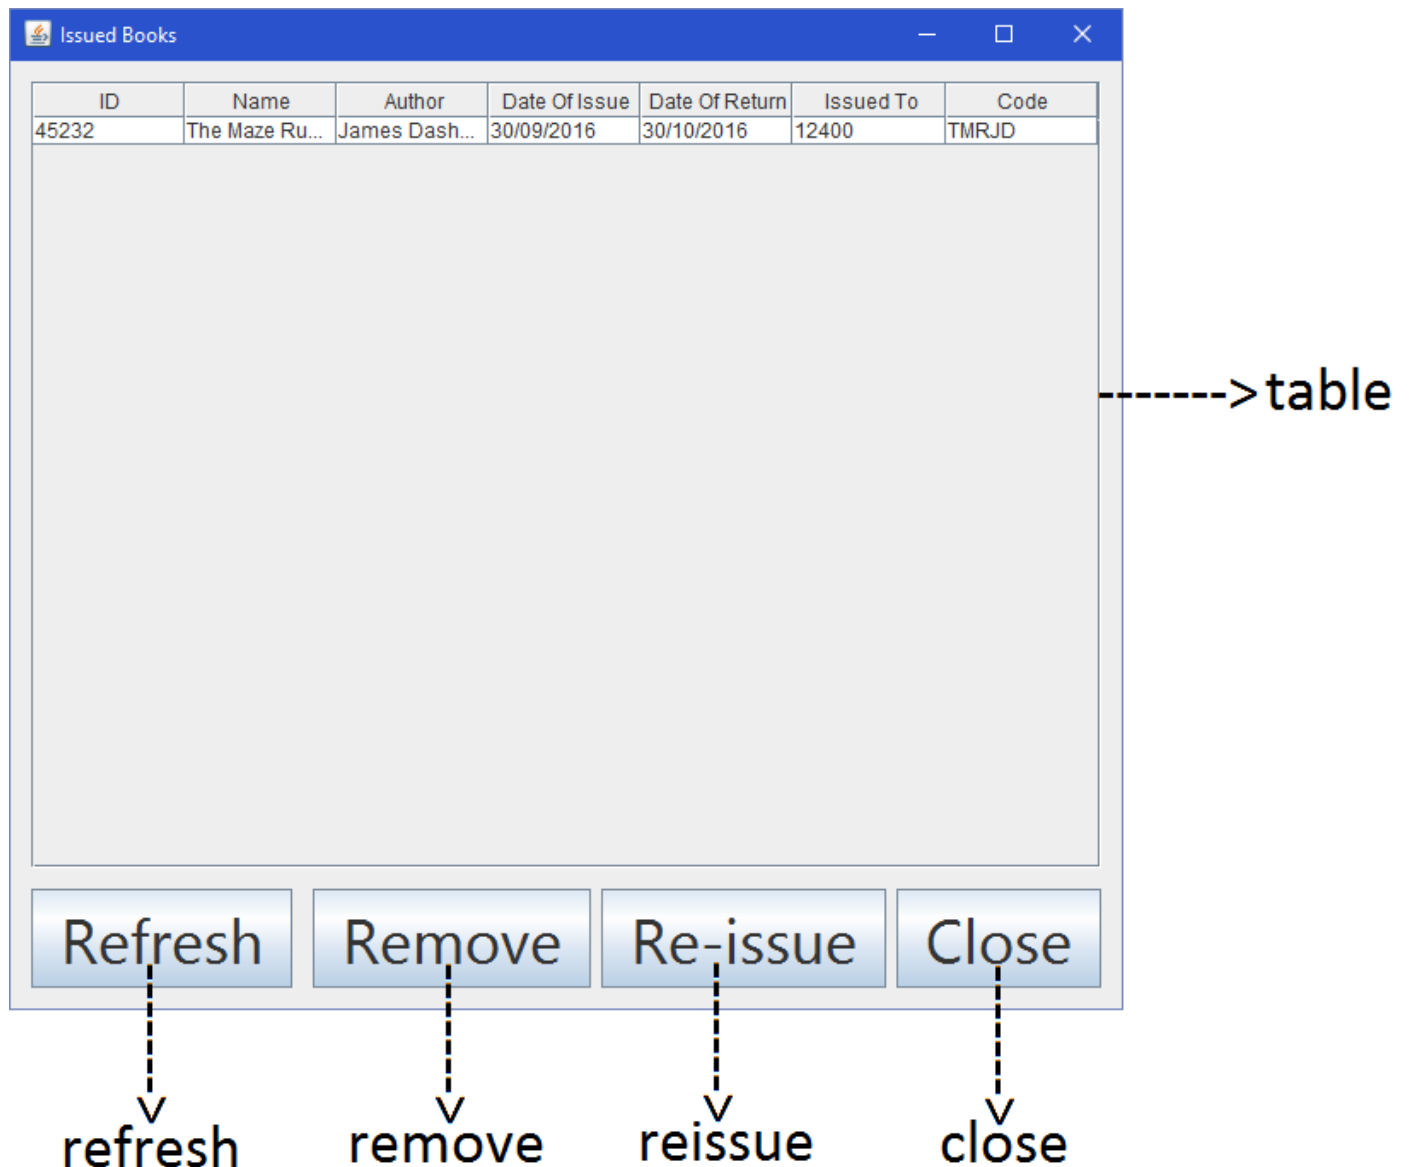 Issued Books
ID Name Author Date Of Issue Date Of Return Issued To Code
45232 The Maze Ru... James Dash... 30/09/2016 30/10/2016 12400 TMRJD
------->table
Refresh Remove Re-issue Close
refresh remove reissue close